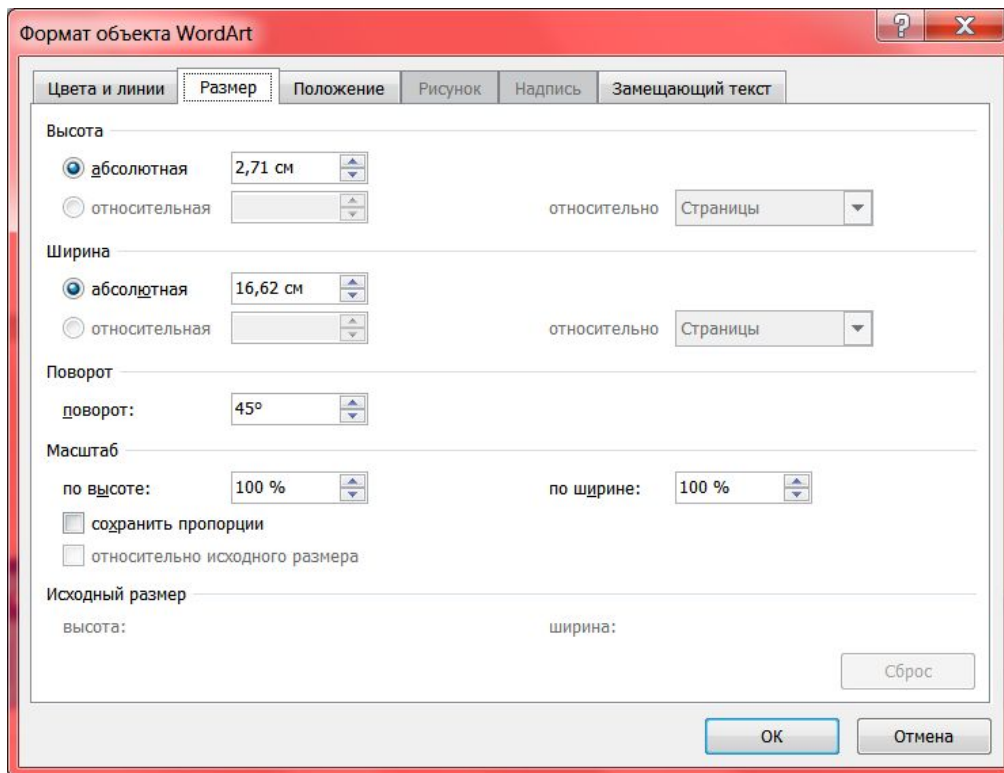 Формат объекта WordArt
Цвета и линии Размер Положение Рисунок Надпись Замещающий текст
Высота
абсолютная 2,71 см
относительная относительно Страницы
Ширина
абсолютная 16,62 см
относительная относительно Страницы
Поворот
поворот: 45°
Масштаб
по высоте: 100 % по ширине: 100 %
сохранить пропорции
относительно исходного размера
Исходный размер
высота: ширина:
Сброс
ОК Отмена